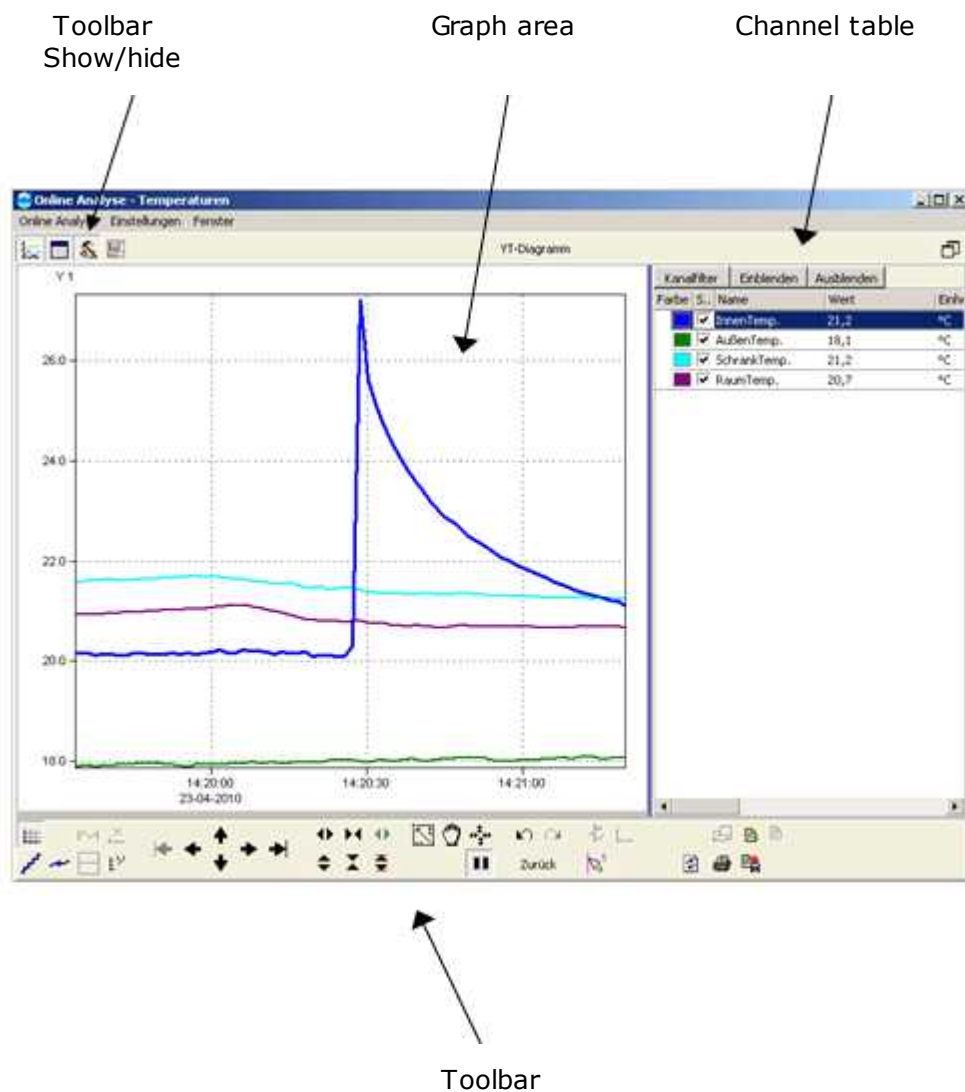 Toolbar
Show/hide
Graph area
Channel table
Online Analyse - Temperaturen
Online Analyse Einstellungen Fenster
YT-Diagramm
Y 1
26.0
24.0
22.0
20.0
18.0
14:20:00
23-04-2010
14:20:30
14:21:00
Kanalfilter Einblenden Ausblenden
Farbe S.. Name Wert Einh
InnenTemp. 21,2 °C
AußenTemp. 18,1 °C
SchrankTemp. 21,2 °C
RaumTemp. 20,7 °C
Zurück
Toolbar